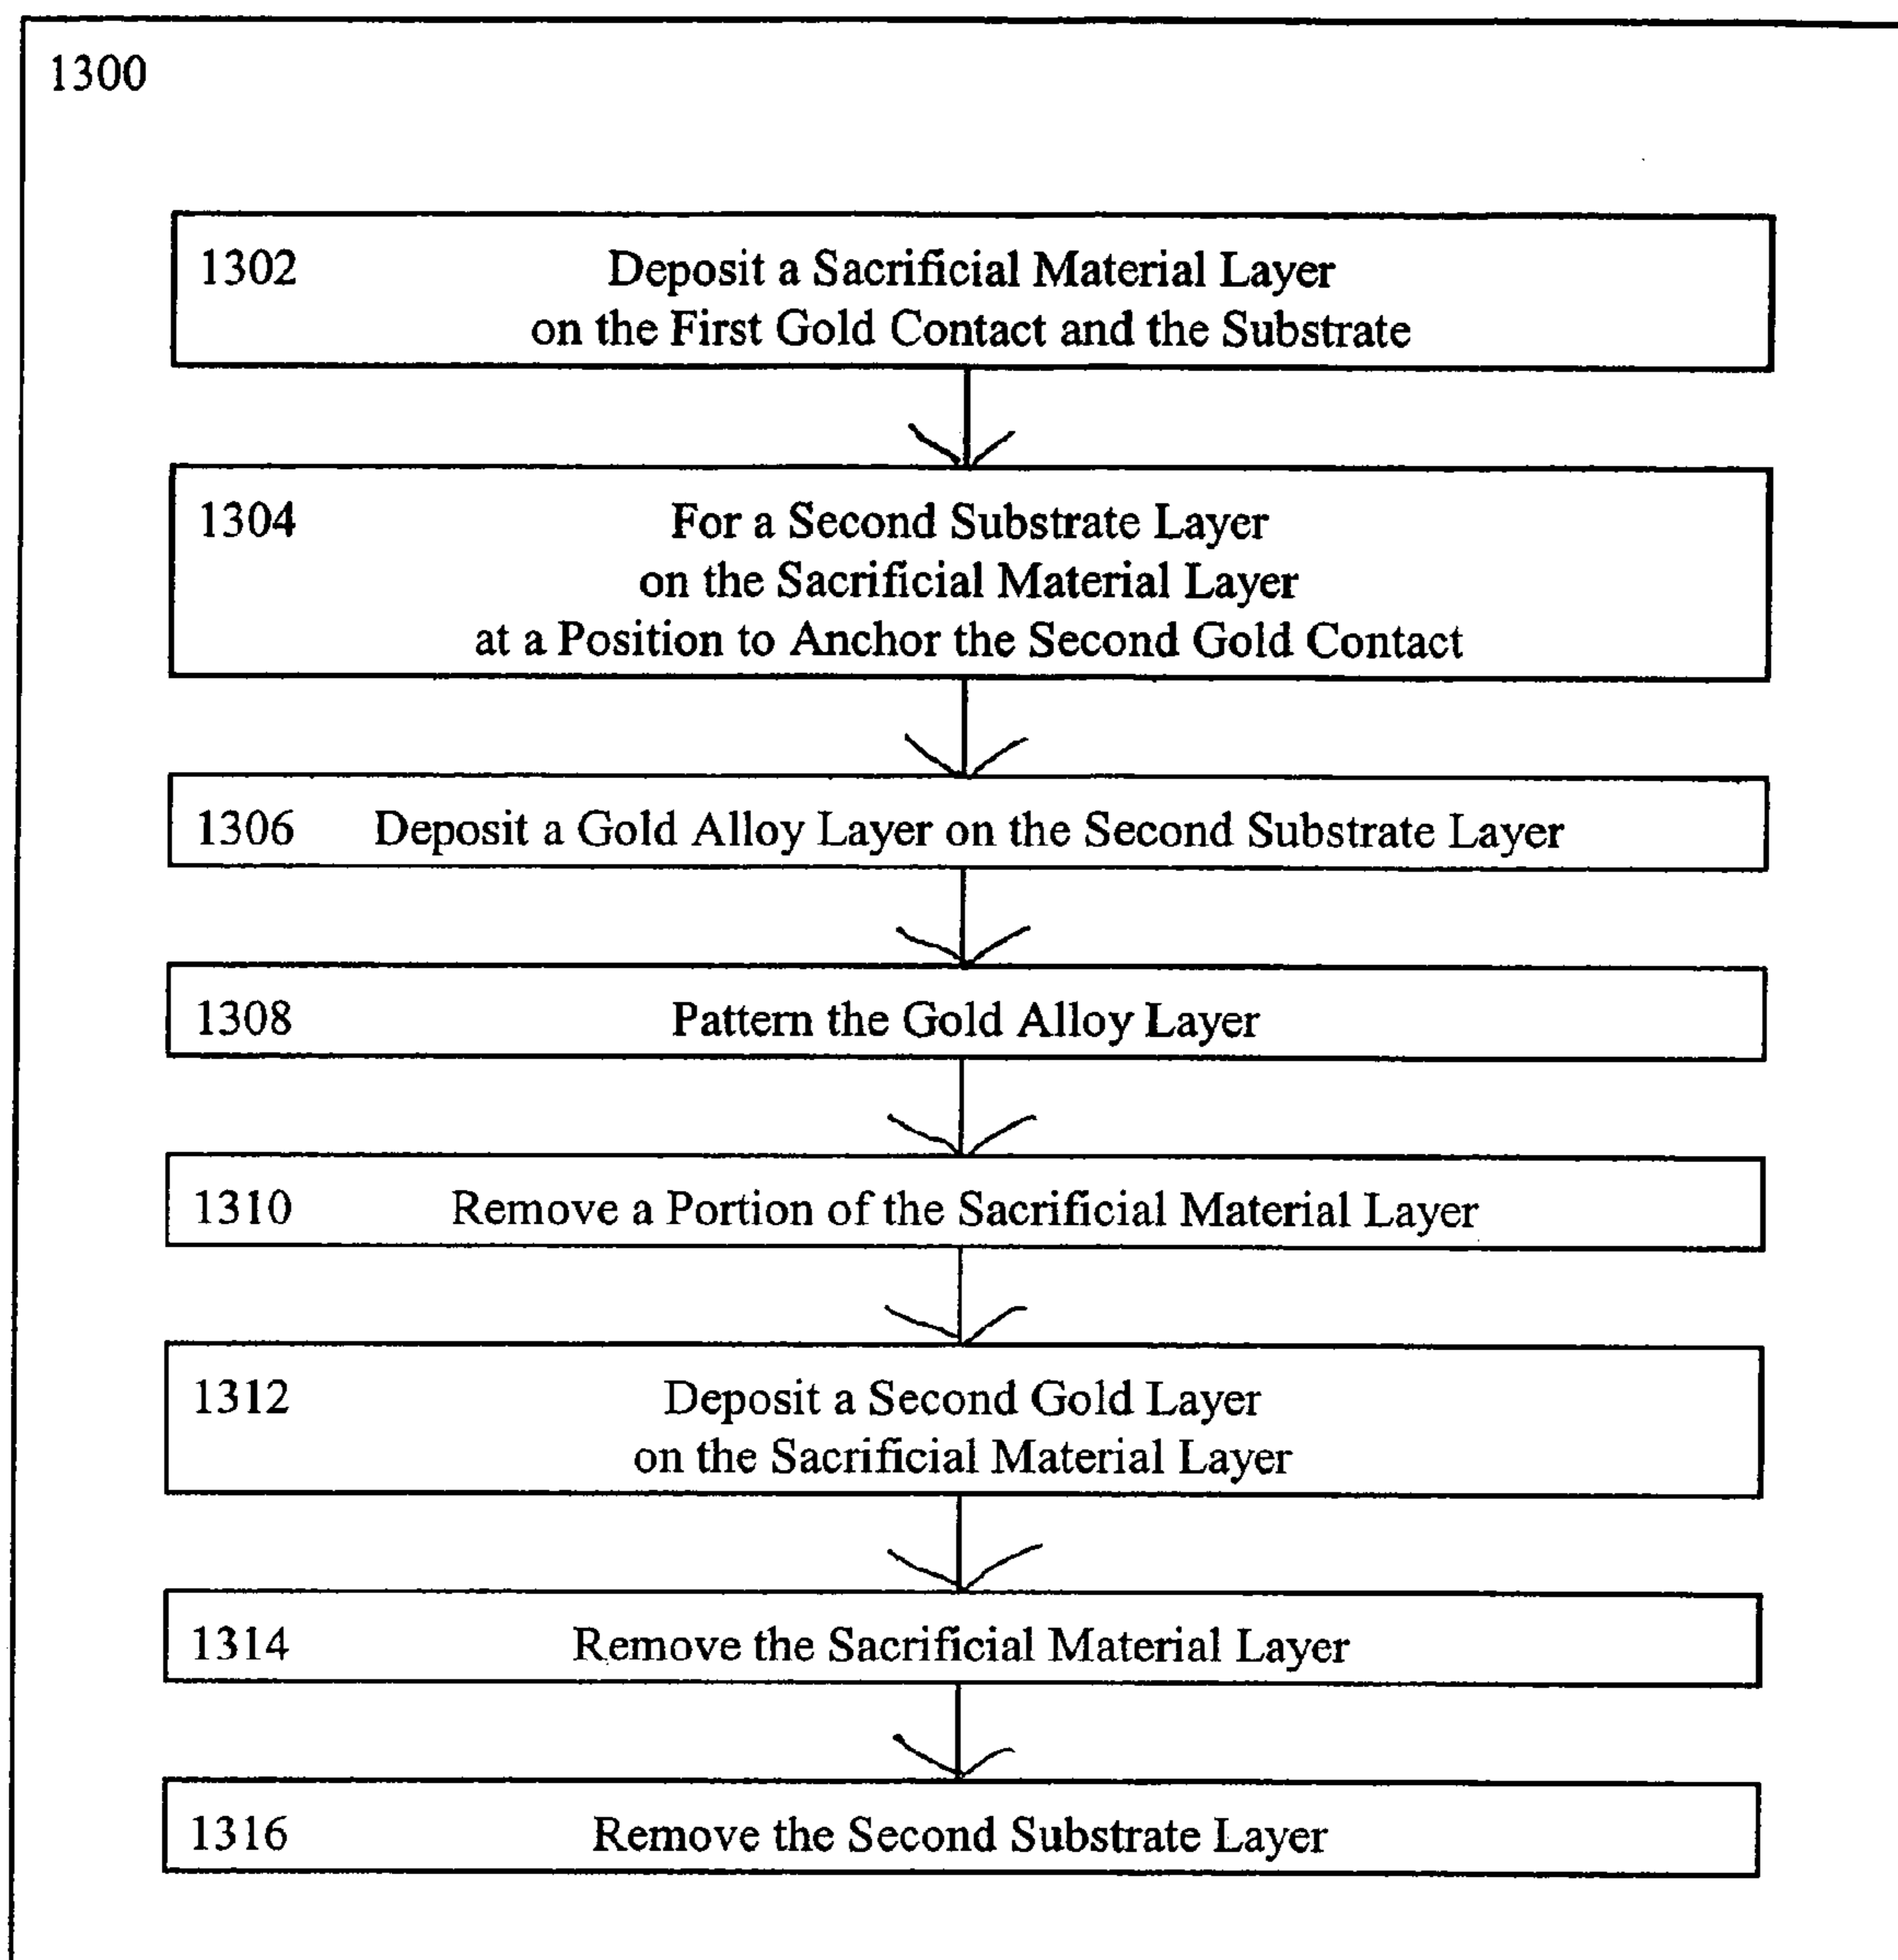 1300
1302 Deposit a Sacrificial Material Layer
on the First Gold Contact and the Substrate
1304 For a Second Substrate Layer
on the Sacrificial Material Layer
at a Position to Anchor the Second Gold Contact
1306 Deposit a Gold Alloy Layer on the Second Substrate Layer
1308 Pattern the Gold Alloy Layer
1310 Remove a Portion of the Sacrificial Material Layer
1312 Deposit a Second Gold Layer
on the Sacrificial Material Layer
1314 Remove the Sacrificial Material Layer
1316 Remove the Second Substrate Layer